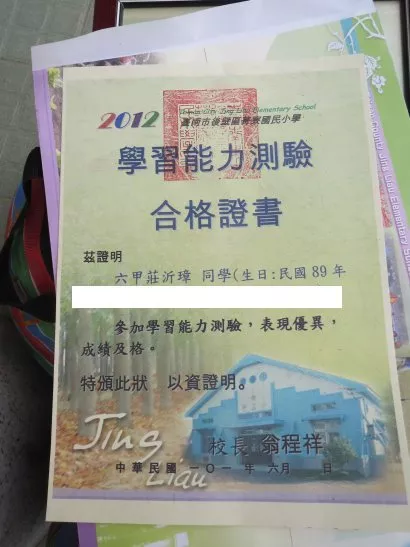 2012
臺南市後壁區菁寮國民小學
學習能力測驗
合格證書
茲證明
六甲莊沂璋 同學(生日:民國 89 年
參加學習能力測驗,表現優異,
成績及格。
特頒此狀 以資證明。
Jing
Liau
校長 翁程祥
中華民國 一〇一 年 六月 日